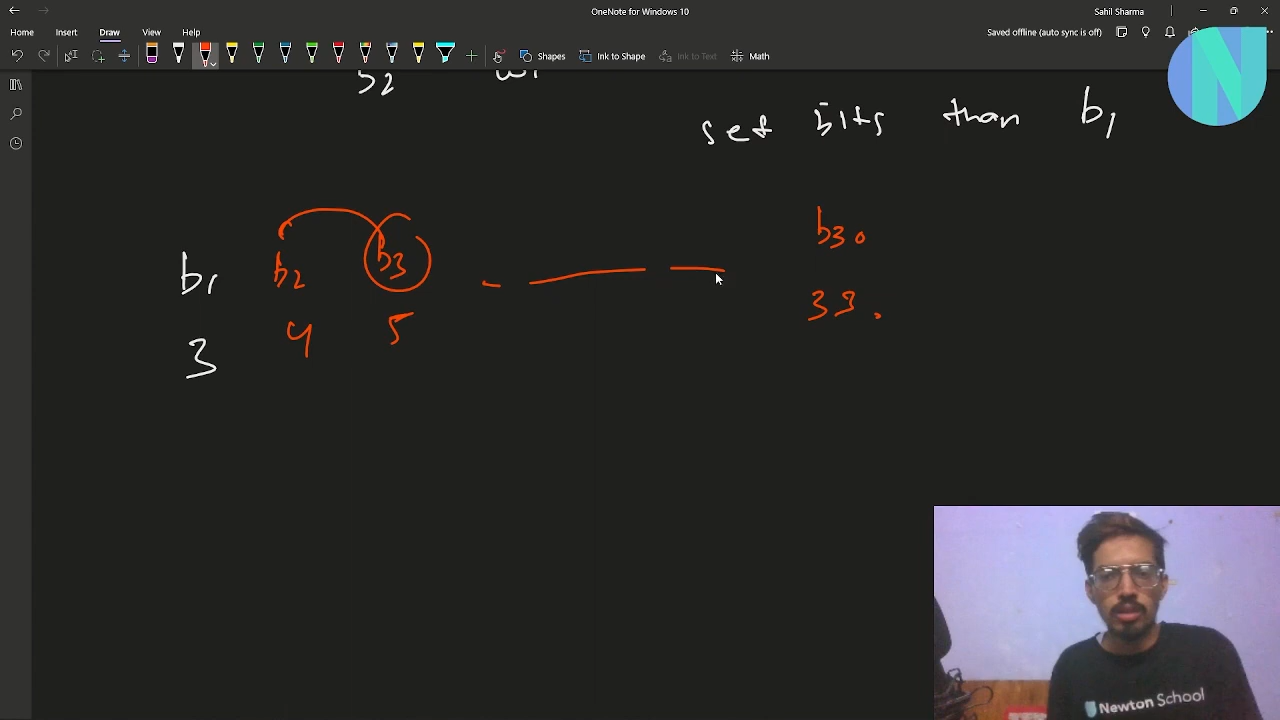 OneNote for Windows 10
Sahil Sharma
Home Insert Draw View Help
Saved offline (auto sync is off)
Shapes Ink to Shape Ink to Text Math
b2
set bits than b1
b1 b2 b3 b30
3 4 5 33.
Newton School